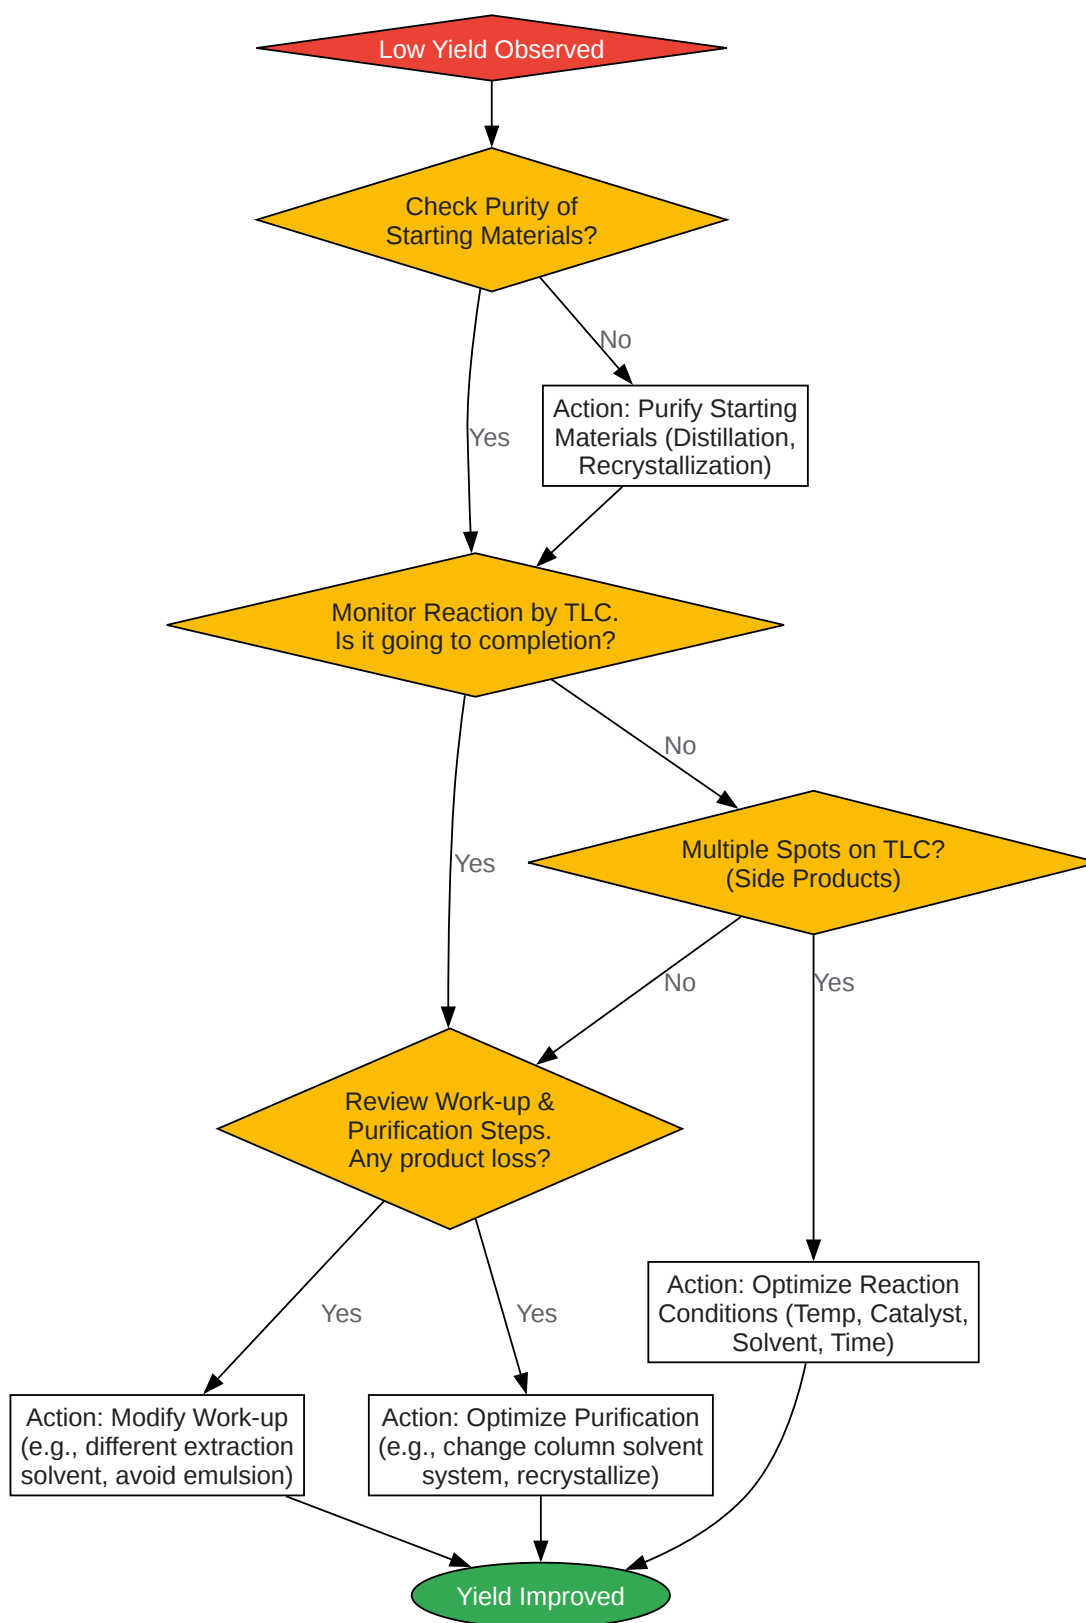 Low Yield Observed
Check Purity of
Starting Materials?
No
Action: Purify Starting
Materials (Distillation,
Recrystallization)
Yes
Monitor Reaction by TLC.
Is it going to completion?
No
Multiple Spots on TLC?
(Side Products)
Yes
No
Yes
Review Work-up &
Purification Steps.
Any product loss?
Yes
Yes
Action: Optimize Reaction
Conditions (Temp, Catalyst,
Solvent, Time)
Action: Modify Work-up
(e.g., different extraction
solvent, avoid emulsion)
Action: Optimize Purification
(e.g., change column solvent
system, recrystallize)
Yield Improved